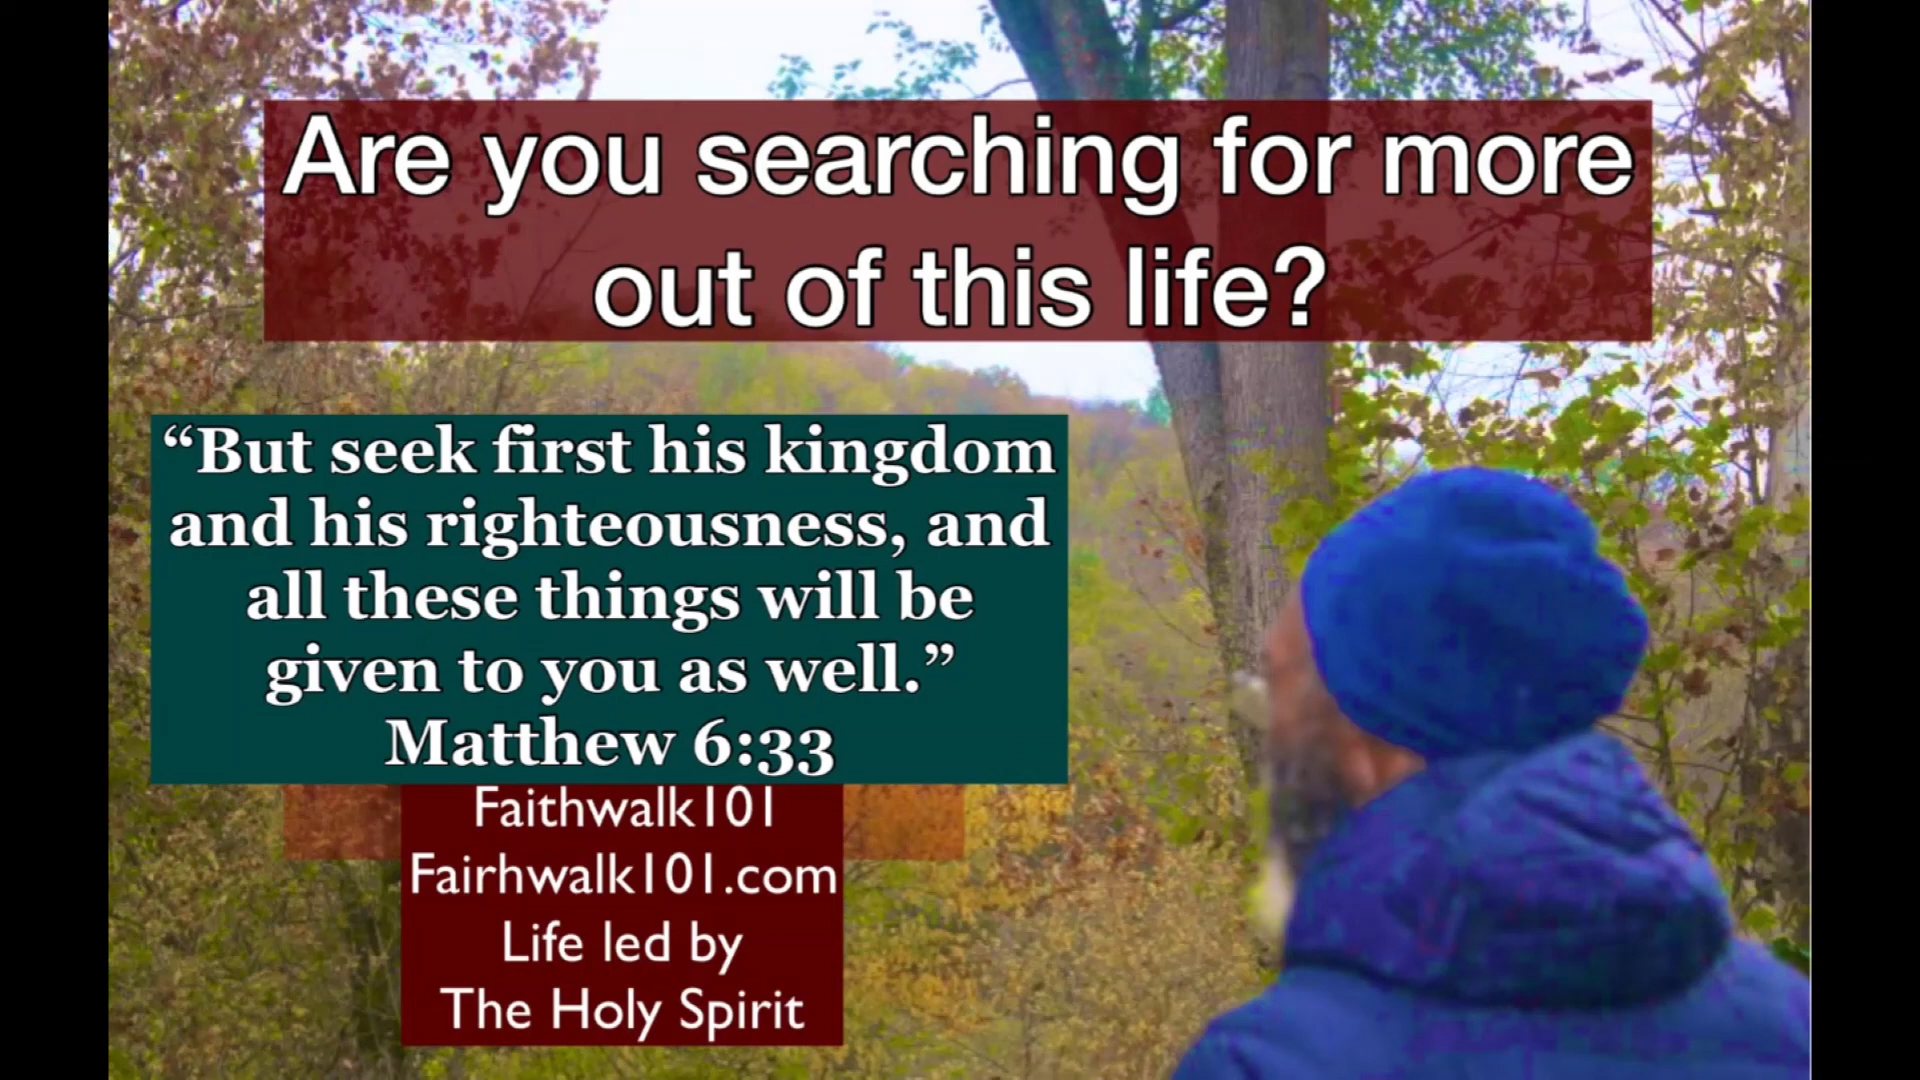 Are you searching for more
out of this life?
“But seek first his kingdom
and his righteousness, and
all these things will be
given to you as well.”
Matthew 6:33
Faithwalk101
Fairhwalk101.com
Life led by
The Holy Spirit